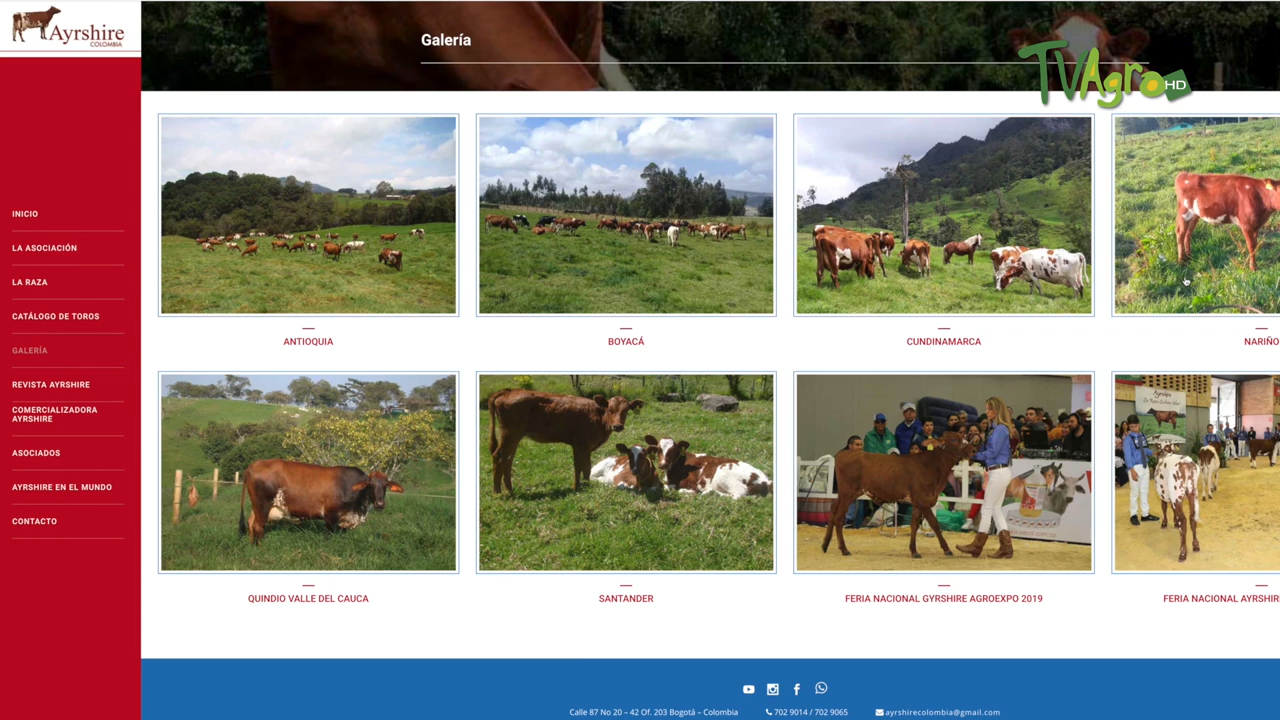 Ayrshire
COLOMBIA
Galería
TVAgro HD
INICIO
LA ASOCIACIÓN
LA RAZA
CATÁLOGO DE TOROS
GALERÍA
REVISTA AYRSHIRE
COMERCIALIZADORA
AYRSHIRE
ASOCIADOS
AYRSHIRE EN EL MUNDO
CONTACTO
ANTIOQUIA
BOYACÁ
CUNDINAMARCA
NARIÑO
QUINDIO VALLE DEL CAUCA
SANTANDER
FERIA NACIONAL GYRSHIRE AGROEXPO 2019
FERIA NACIONAL AYRSHIR
Calle 87 No 20 – 42 Of. 203 Bogotá – Colombia
702 9014 / 702 9065
ayrshirecolombia@gmail.com